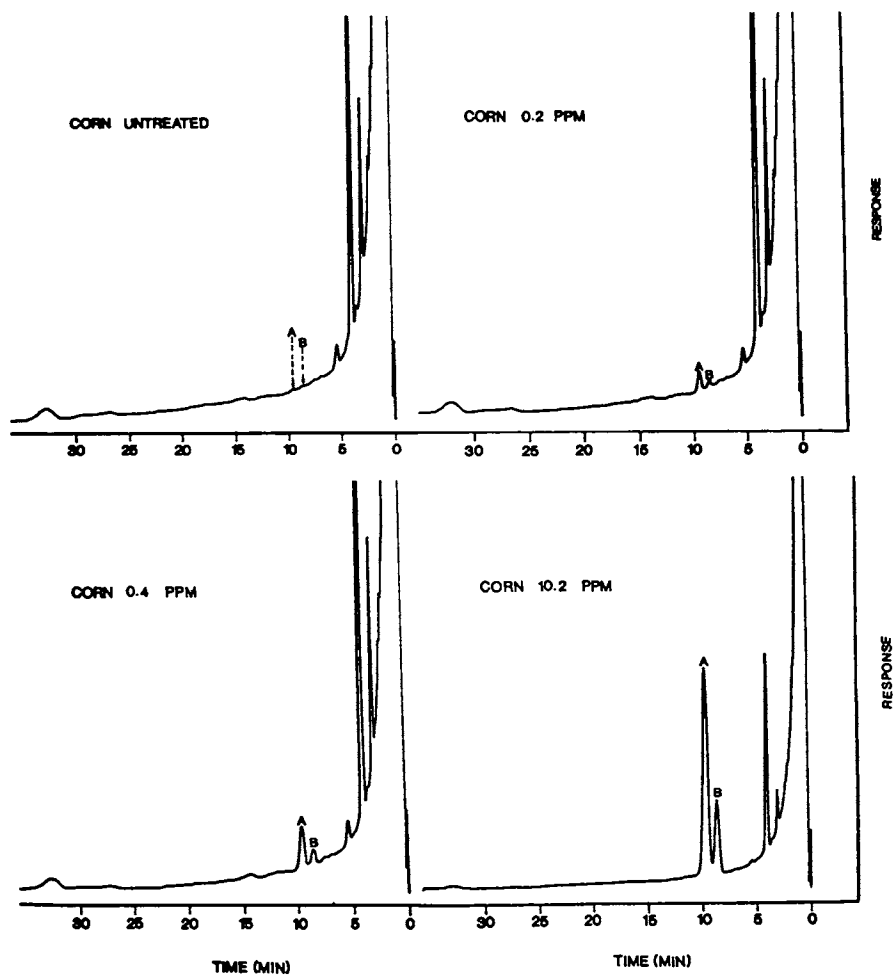 CORN UNTREATED
A
B
30 25 20 15 10 5 0
CORN 0.2 PPM
A
B
30 25 20 15 10 5 0
RESPONSE
CORN 0.4 PPM
A
B
30 25 20 15 10 5 0
TIME (MIN)
CORN 10.2 PPM
A
B
30 25 20 15 10 5 0
TIME (MIN)
RESPONSE